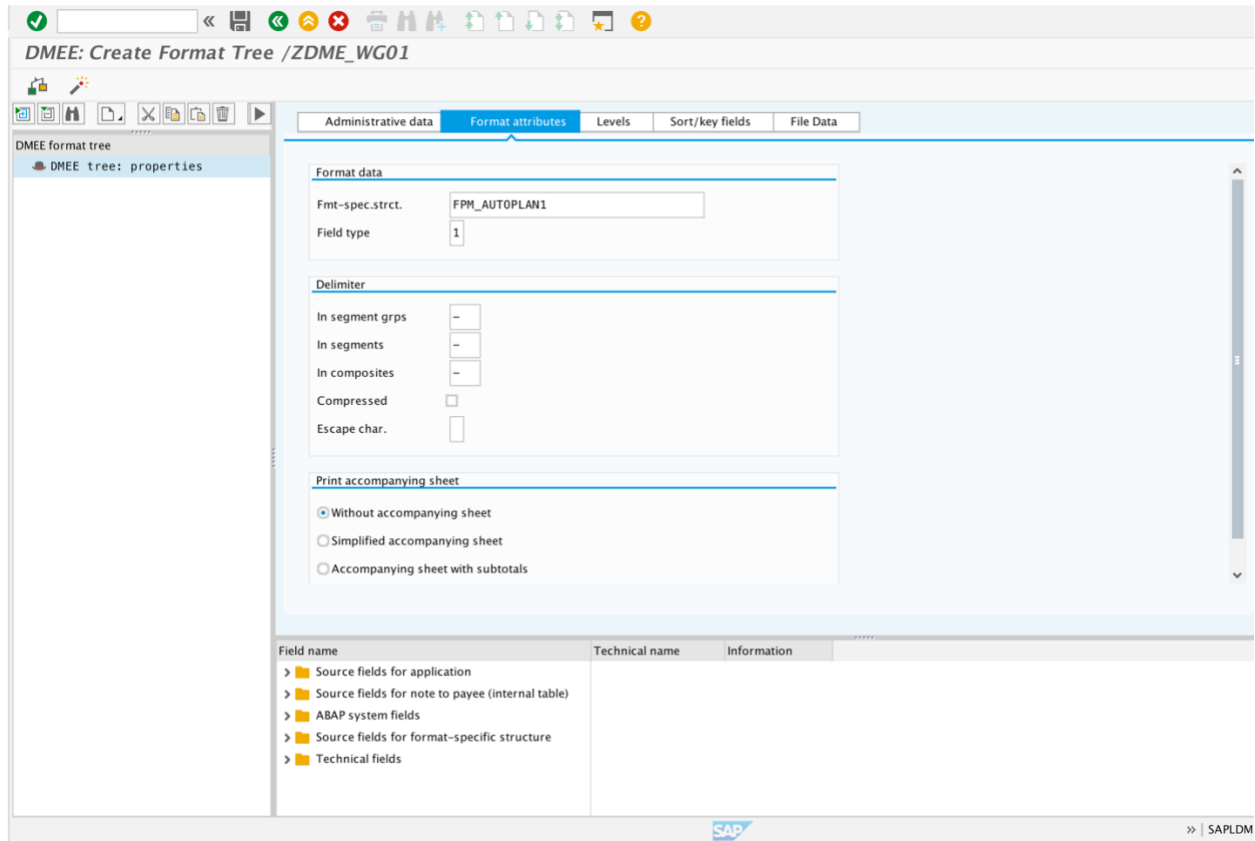 DMEE: Create Format Tree /ZDME_WG01
DMEE format tree
DMEE tree: properties
Administrative data Format attributes Levels Sort/key fields File Data
Format data
Fmt-spec.strct. FPM_AUTOPLAN1
Field type 1
Delimiter
In segment grps –
In segments –
In composites –
Compressed
Escape char.
Print accompanying sheet
Without accompanying sheet
Simplified accompanying sheet
Accompanying sheet with subtotals
Field name Technical name Information
Source fields for application
Source fields for note to payee (internal table)
ABAP system fields
Source fields for format-specific structure
Technical fields
SAP » SAPLDM